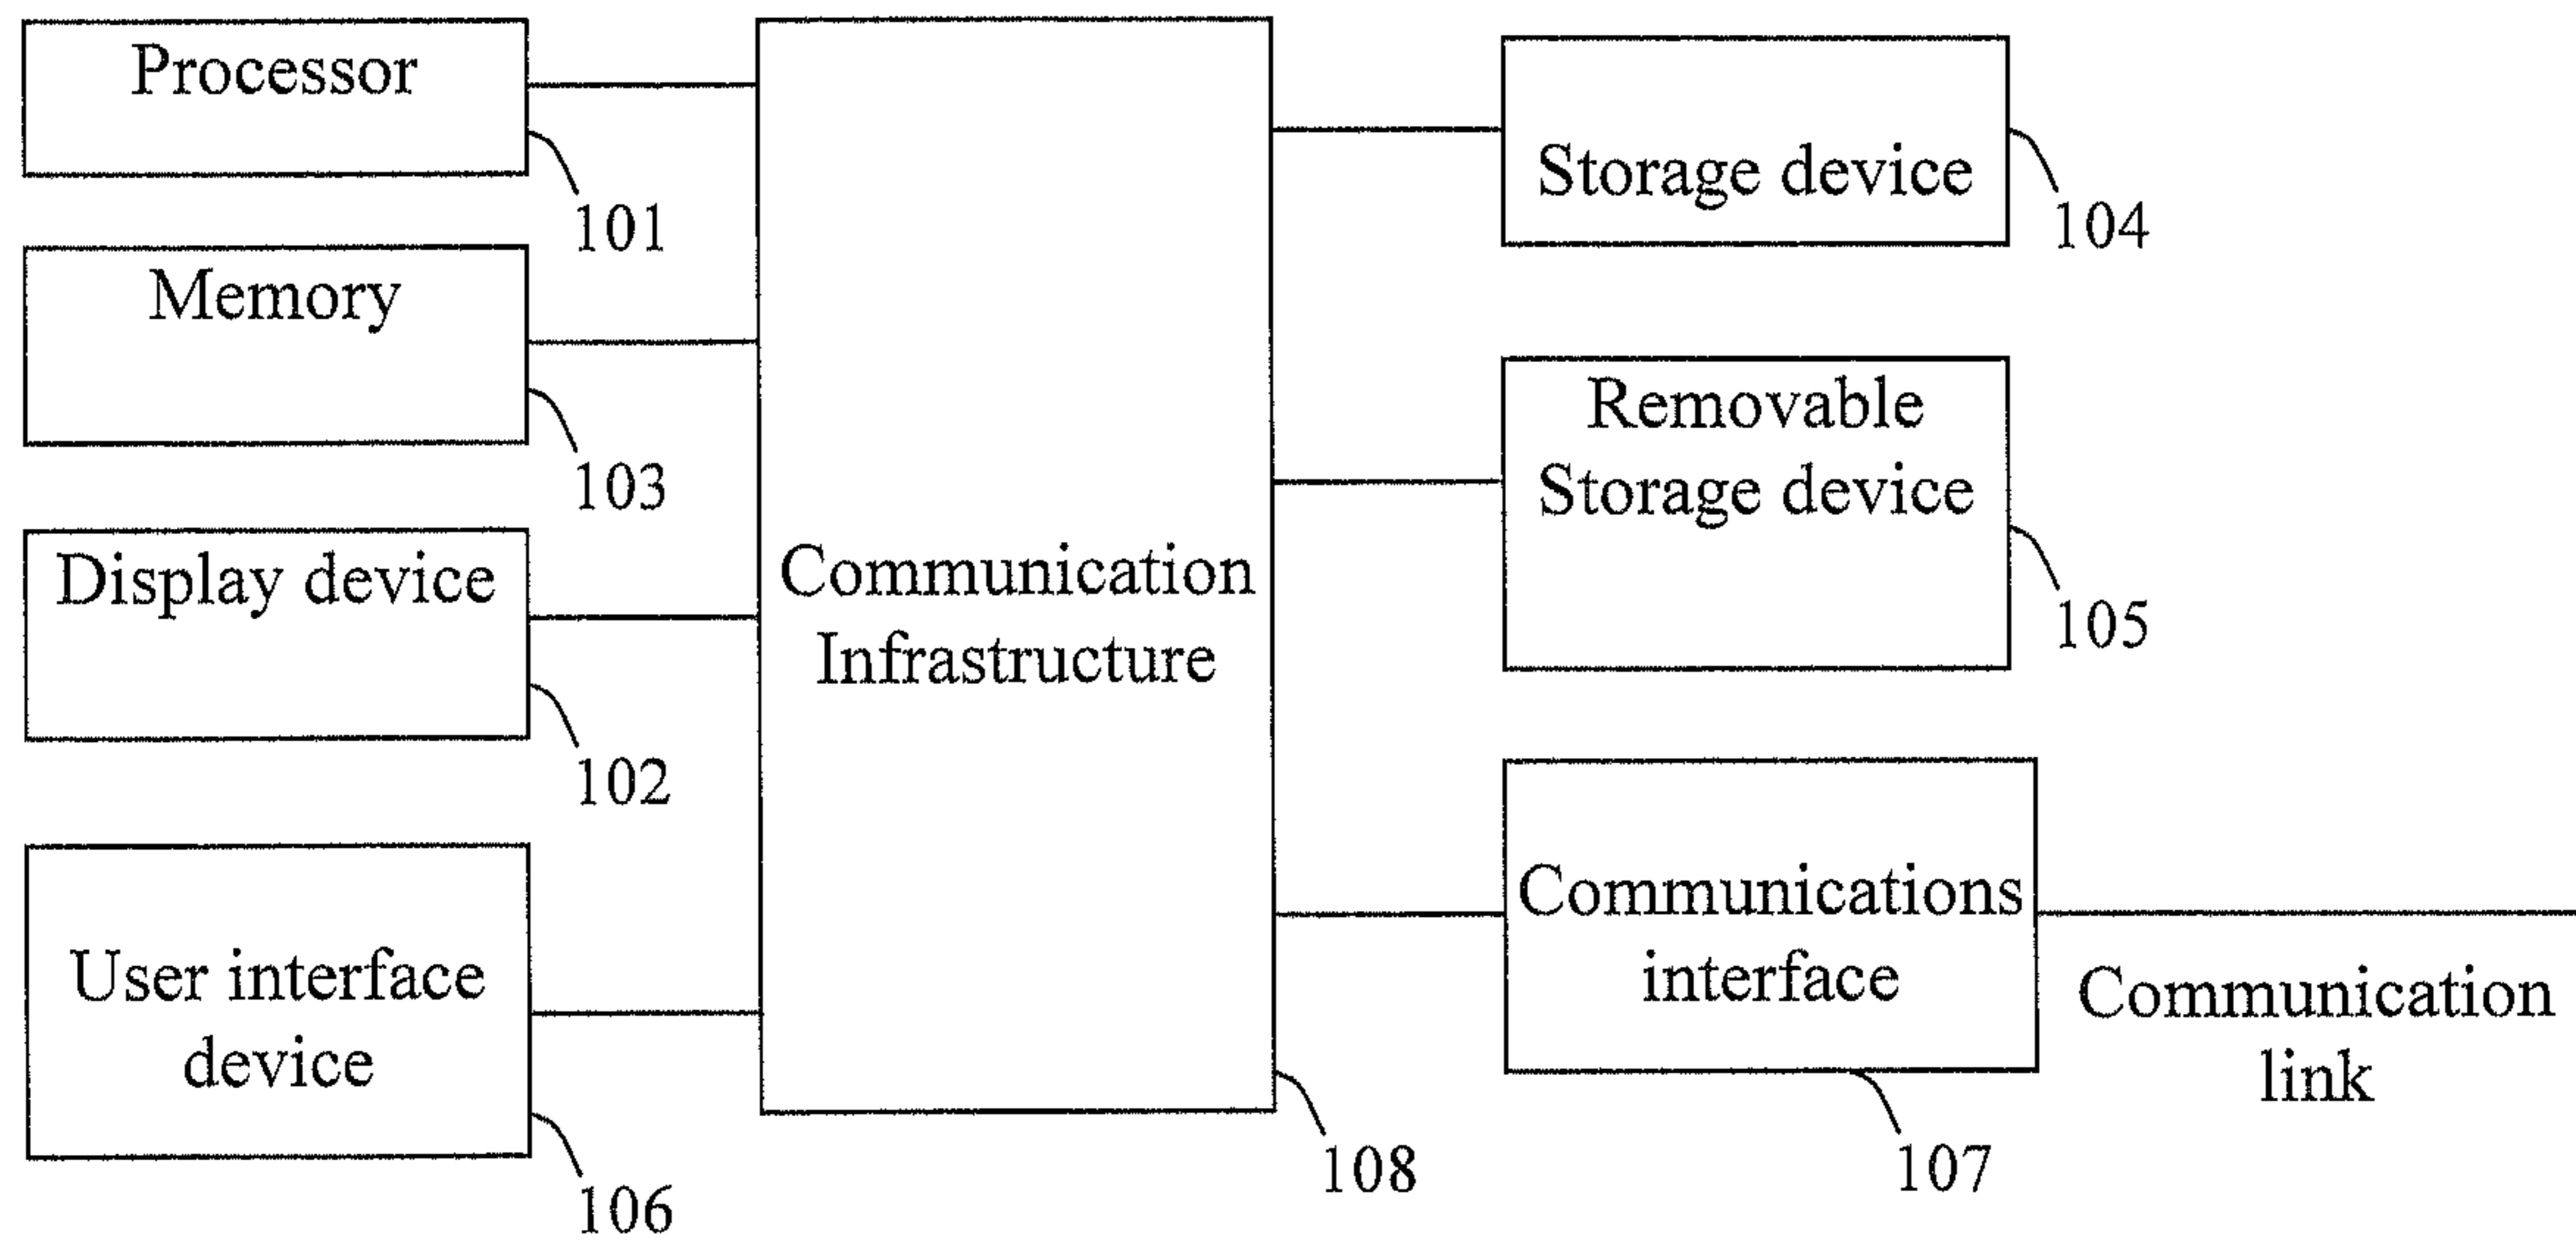 Processor
101
Memory
103
Display device
102
User interface
device
106
Communication
Infrastructure
108
Storage device
104
Removable
Storage device
105
Communications
interface
107
Communication
link